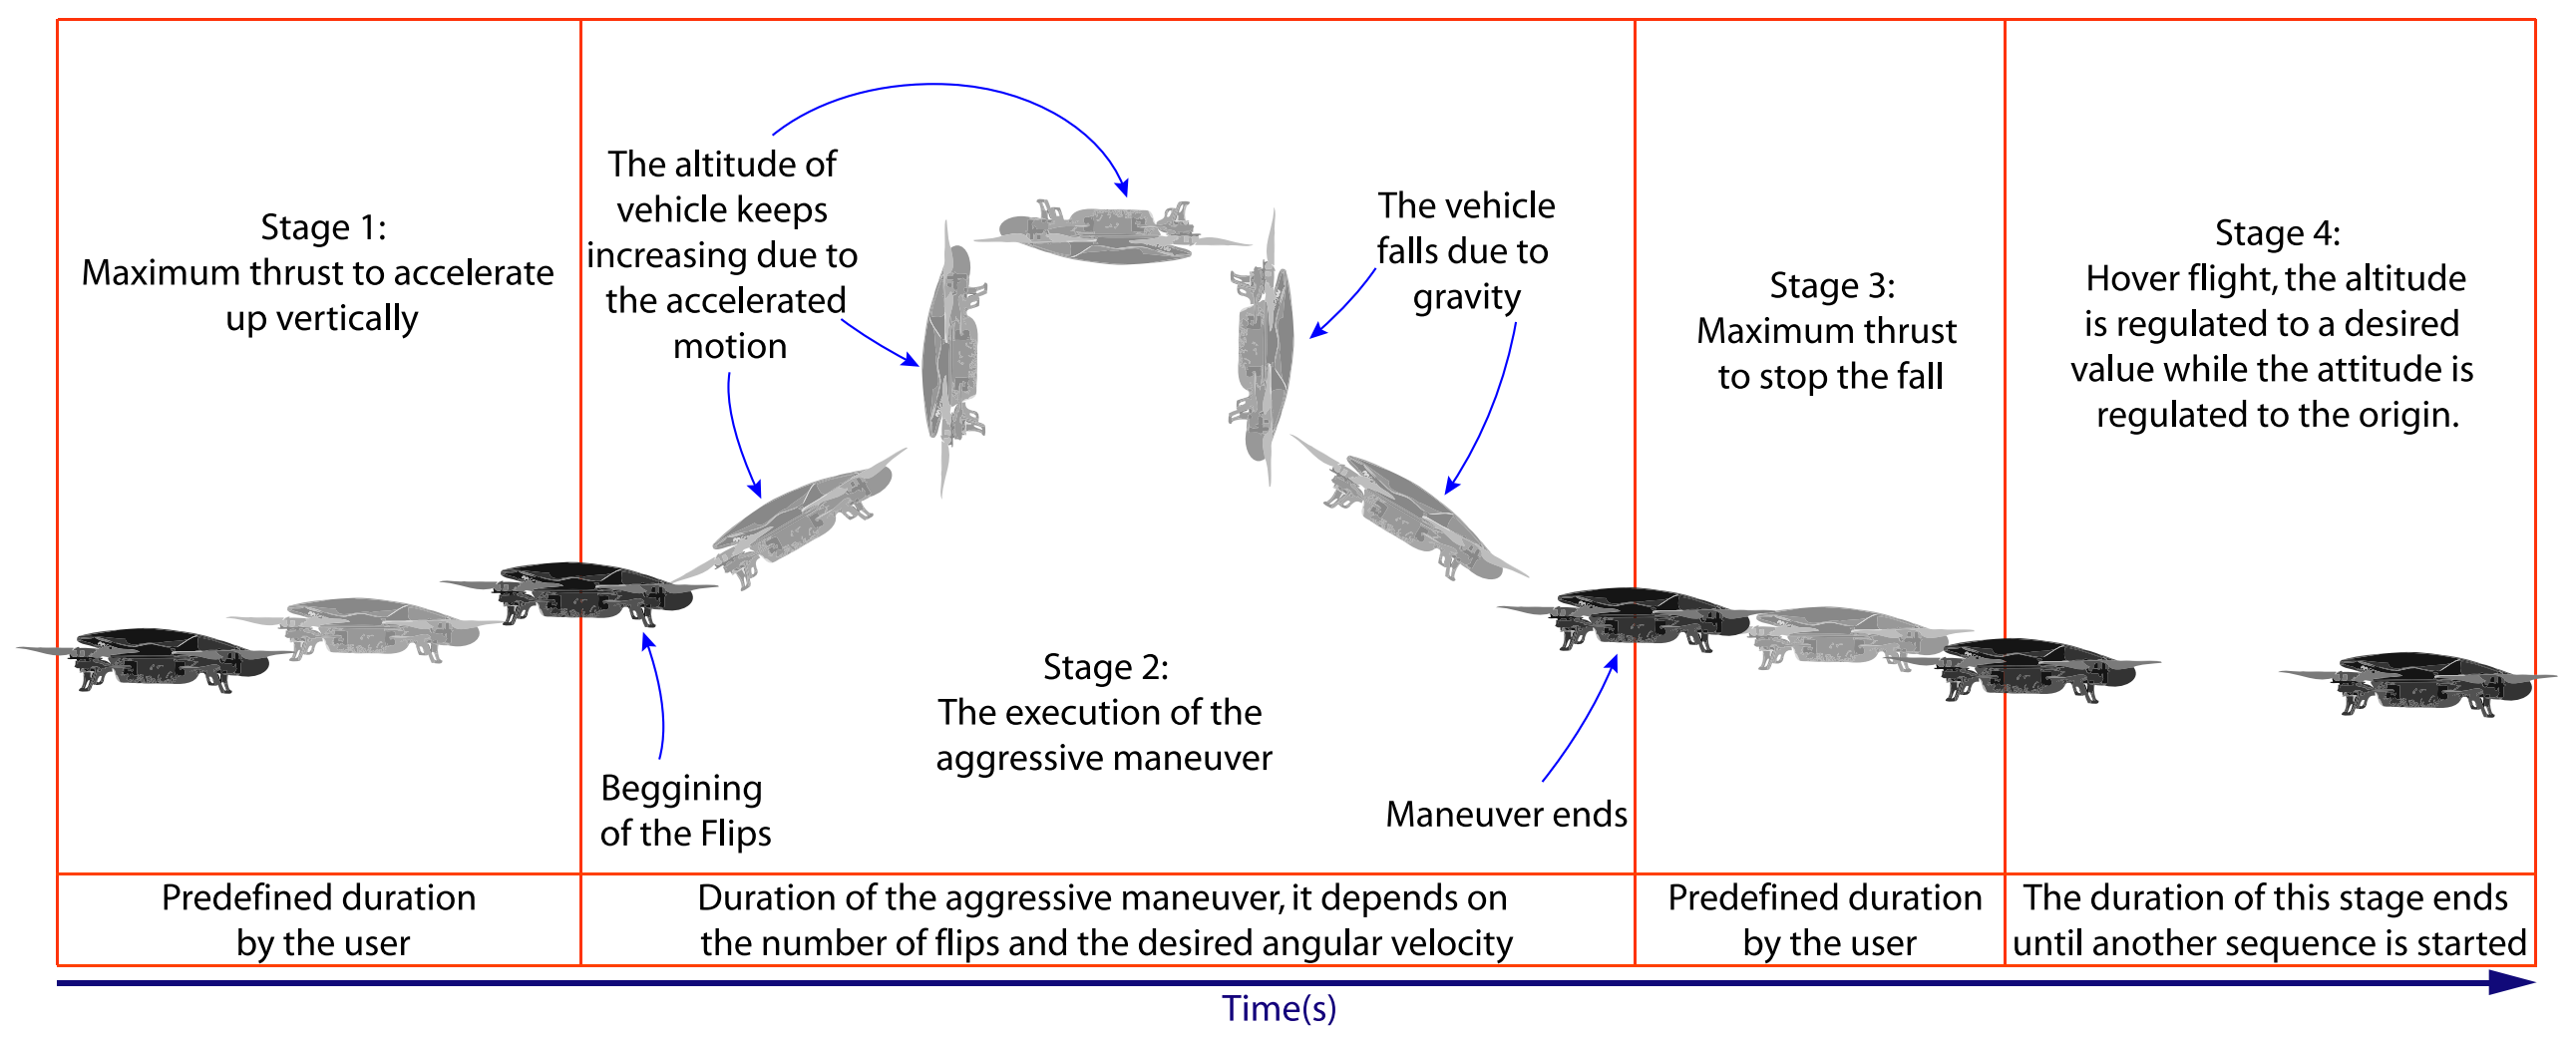 Stage 1:
Maximum thrust to accelerate
up vertically
The altitude of
vehicle keeps
increasing due to
the accelerated
motion
The vehicle
falls due to
gravity
Stage 3:
Maximum thrust
to stop the fall
Stage 4:
Hover flight, the altitude
is regulated to a desired
value while the attitude is
regulated to the origin.
Beggining
of the Flips
Stage 2:
The execution of the
aggressive maneuver
Maneuver ends
Predefined duration
by the user
Duration of the aggressive maneuver, it depends on
the number of flips and the desired angular velocity
Predefined duration
by the user
The duration of this stage ends
until another sequence is started
Time(s)